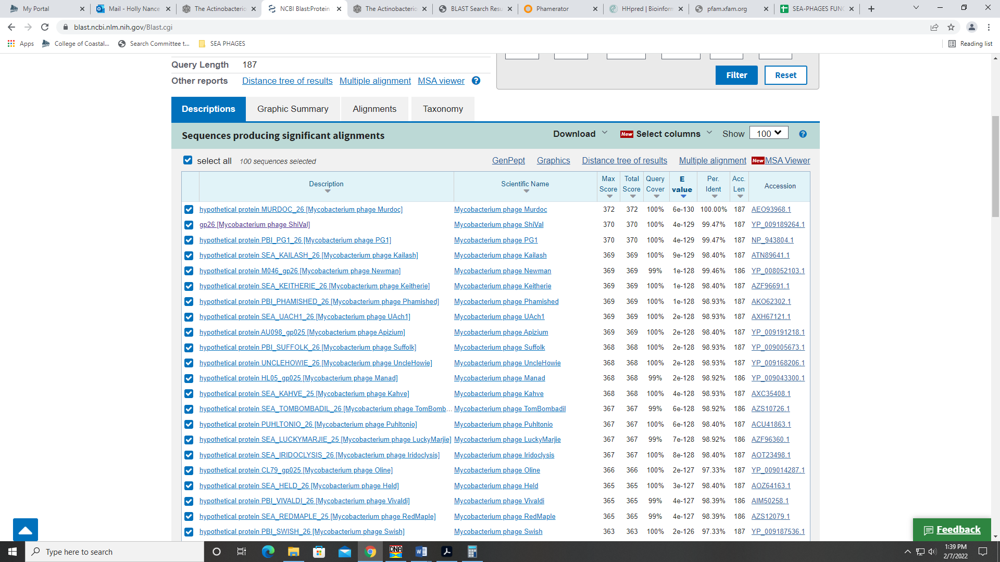 My Portal
Mail - Holly Nance
The Actinobacterio
NCBI Blast:Protein
The Actinobacterio
BLAST Search Resu
Phamerator
HHpred | Bioinform
pfam.xfam.org
SEA-PHAGES FUNC
blast.ncbi.nlm.nih.gov/Blast.cgi
Apps
College of Coastal...
Search Committee t...
SEA PHAGES
Reading list
Query Length 187
Other reports Distance tree of results Multiple alignment MSA viewer ?
Filter Reset
Descriptions Graphic Summary Alignments Taxonomy
Sequences producing significant alignments Download New Select columns Show 100 ?
select all 100 sequences selected GenPept Graphics Distance tree of results Multiple alignment New MSA Viewer
Description Scientific Name Max Score Total Score Query Cover E value Per. Ident Acc. Len Accession
hypothetical protein MURDOC_26 [Mycobacterium phage Murdoc] Mycobacterium phage Murdoc 372 372 100% 6e-130 100.00% 187 AEO93968.1
gp26 [Mycobacterium phage ShiVal] Mycobacterium phage ShiVal 370 370 100% 4e-129 99.47% 187 YP_009189264.1
hypothetical protein PBI_PG1_26 [Mycobacterium phage PG1] Mycobacterium phage PG1 370 370 100% 4e-129 99.47% 187 NP_943804.1
hypothetical protein SEA_KAILASH_26 [Mycobacterium phage Kailash] Mycobacterium phage Kailash 369 369 100% 9e-129 98.40% 187 ATN89641.1
hypothetical protein M046_gp26 [Mycobacterium phage Newman] Mycobacterium phage Newman 369 369 99% 1e-128 99.46% 186 YP_008052103.1
hypothetical protein SEA_KEITHERIE_26 [Mycobacterium phage Keitherie] Mycobacterium phage Keitherie 369 369 100% 1e-128 98.40% 187 AZF96691.1
hypothetical protein PBI_PHAMISHED_26 [Mycobacterium phage Phamished] Mycobacterium phage Phamished 369 369 100% 1e-128 98.93% 187 AKO62302.1
hypothetical protein SEA_UACH1_26 [Mycobacterium phage UAch1] Mycobacterium phage UAch1 369 369 100% 2e-128 98.93% 187 AXH67121.1
hypothetical protein AU098_gp025 [Mycobacterium phage Apizium] Mycobacterium phage Apizium 369 369 100% 2e-128 98.40% 187 YP_009191218.1
hypothetical protein PBI_SUFFOLK_26 [Mycobacterium phage Suffolk] Mycobacterium phage Suffolk 368 368 100% 2e-128 98.93% 187 YP_009005673.1
hypothetical protein UNCLEHOWIE_26 [Mycobacterium phage UncleHowie] Mycobacterium phage UncleHowie 368 368 100% 2e-128 98.93% 187 YP_009168206.1
hypothetical protein HL05_gp025 [Mycobacterium phage Manad] Mycobacterium phage Manad 368 368 99% 2e-128 98.92% 186 YP_009043300.1
hypothetical protein SEA_KAHVE_25 [Mycobacterium phage Kahve] Mycobacterium phage Kahve 368 368 100% 4e-128 98.93% 187 AXC35408.1
hypothetical protein SEA_TOMBOMBADIL_26 [Mycobacterium phage TomBomb... Mycobacterium phage TomBombadil 367 367 99% 6e-128 98.92% 186 AZS10726.1
hypothetical protein PUHLTONIO_26 [Mycobacterium phage Puhltonio] Mycobacterium phage Puhltonio 367 367 100% 6e-128 98.40% 187 ACU41863.1
hypothetical protein SEA_LUCKYMARJIE_25 [Mycobacterium phage LuckyMarjie] Mycobacterium phage LuckyMarjie 367 367 99% 7e-128 98.92% 186 AZF96360.1
hypothetical protein SEA_IRIDOCLYSIS_26 [Mycobacterium phage Iridoclysis] Mycobacterium phage Iridoclysis 367 367 100% 8e-128 98.40% 187 AOT23498.1
hypothetical protein CL79_gp025 [Mycobacterium phage Oline] Mycobacterium phage Oline 366 366 100% 2e-127 97.33% 187 YP_009014287.1
hypothetical protein SEA_HELD_26 [Mycobacterium phage Held] Mycobacterium phage Held 365 365 100% 3e-127 98.40% 187 AOZ64163.1
hypothetical protein PBI_VIVALDI_26 [Mycobacterium phage Vivaldi] Mycobacterium phage Vivaldi 365 365 99% 4e-127 98.39% 186 AIM50258.1
hypothetical protein SEA_REDMAPLE_25 [Mycobacterium phage RedMaple] Mycobacterium phage RedMaple 365 365 99% 4e-127 98.39% 186 AZS12079.1
hypothetical protein PBI_SWISH_26 [Mycobacterium phage Swish] Mycobacterium phage Swish 363 363 100% 2e-126 97.33% 187 YP_009187536.1
Feedback
Type here to search
DNA
1:39 PM
2/7/2022